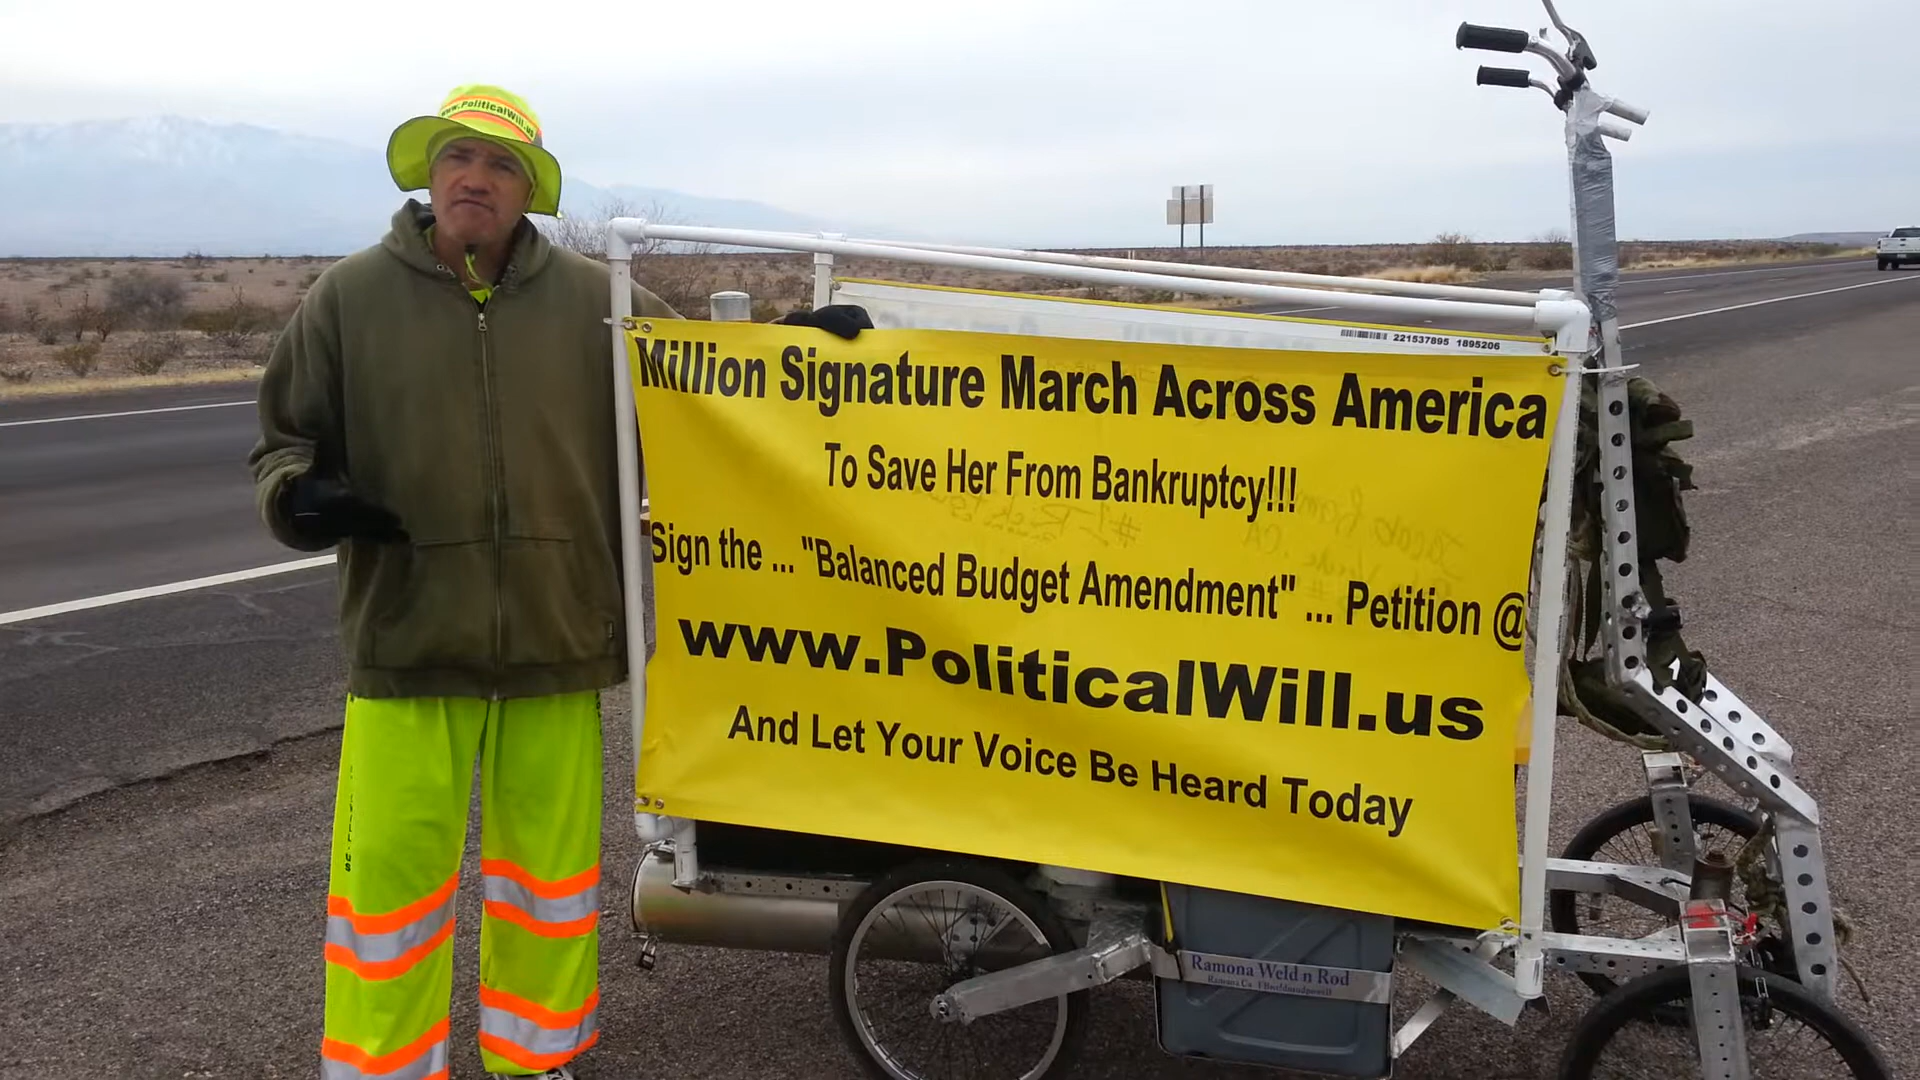 www.PoliticalWill.us
221537895 1895206
Million Signature March Across America
To Save Her From Bankruptcy!!!
Sign the ... "Balanced Budget Amendment" ... Petition @
www.PoliticalWill.us
And Let Your Voice Be Heard Today
Ramona Weld n Rod